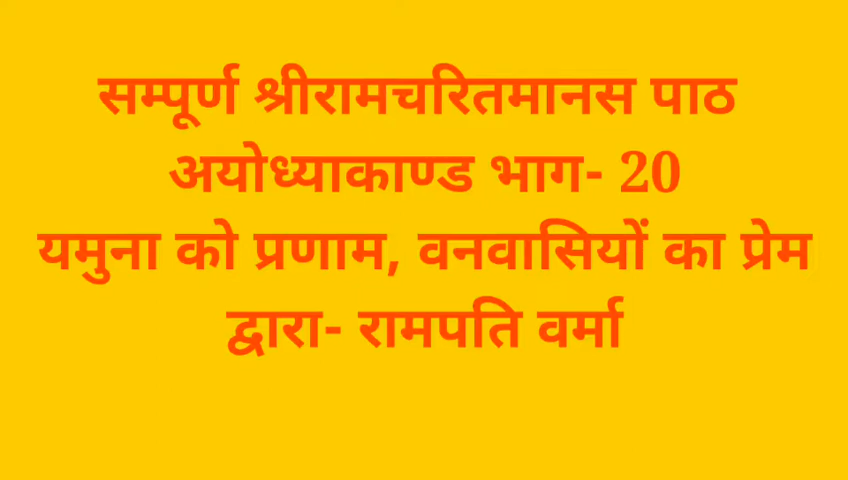 सम्पूर्ण श्रीरामचरितमानस पाठ
अयोध्याकाण्ड भाग- 20
यमुना को प्रणाम, वनवासियों का प्रेम
द्वारा- रामपति वर्मा